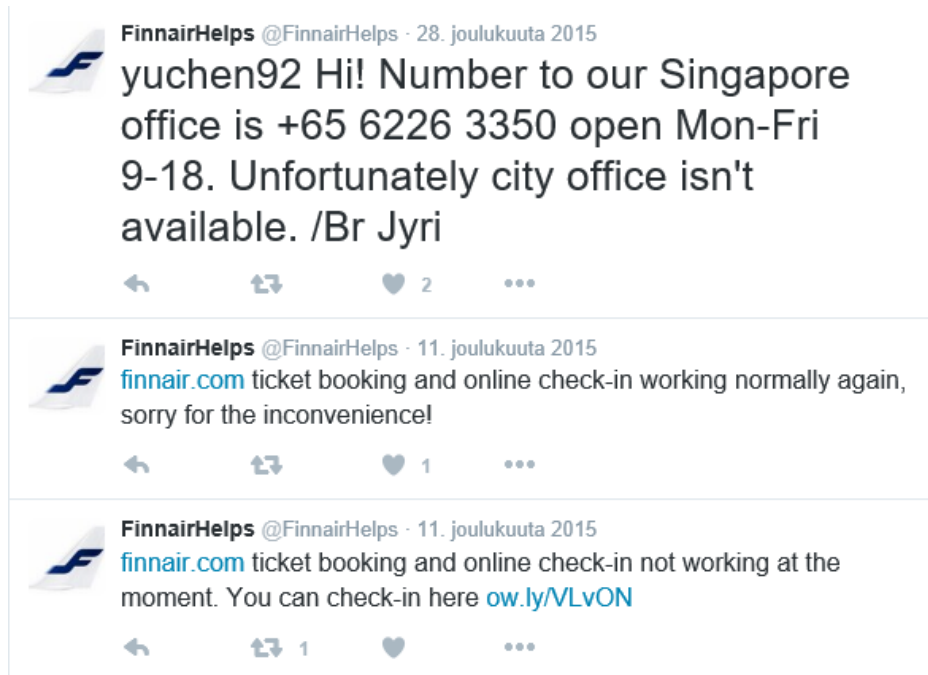 FinnairHelps @FinnairHelps · 28. joulukuuta 2015
yuchen92 Hi! Number to our Singapore
office is +65 6226 3350 open Mon-Fri
9-18. Unfortunately city office isn't
available. /Br Jyri
2
FinnairHelps @FinnairHelps · 11. joulukuuta 2015
finnair.com ticket booking and online check-in working normally again,
sorry for the inconvenience!
1
FinnairHelps @FinnairHelps · 11. joulukuuta 2015
finnair.com ticket booking and online check-in not working at the
moment. You can check-in here ow.ly/VLvON
1